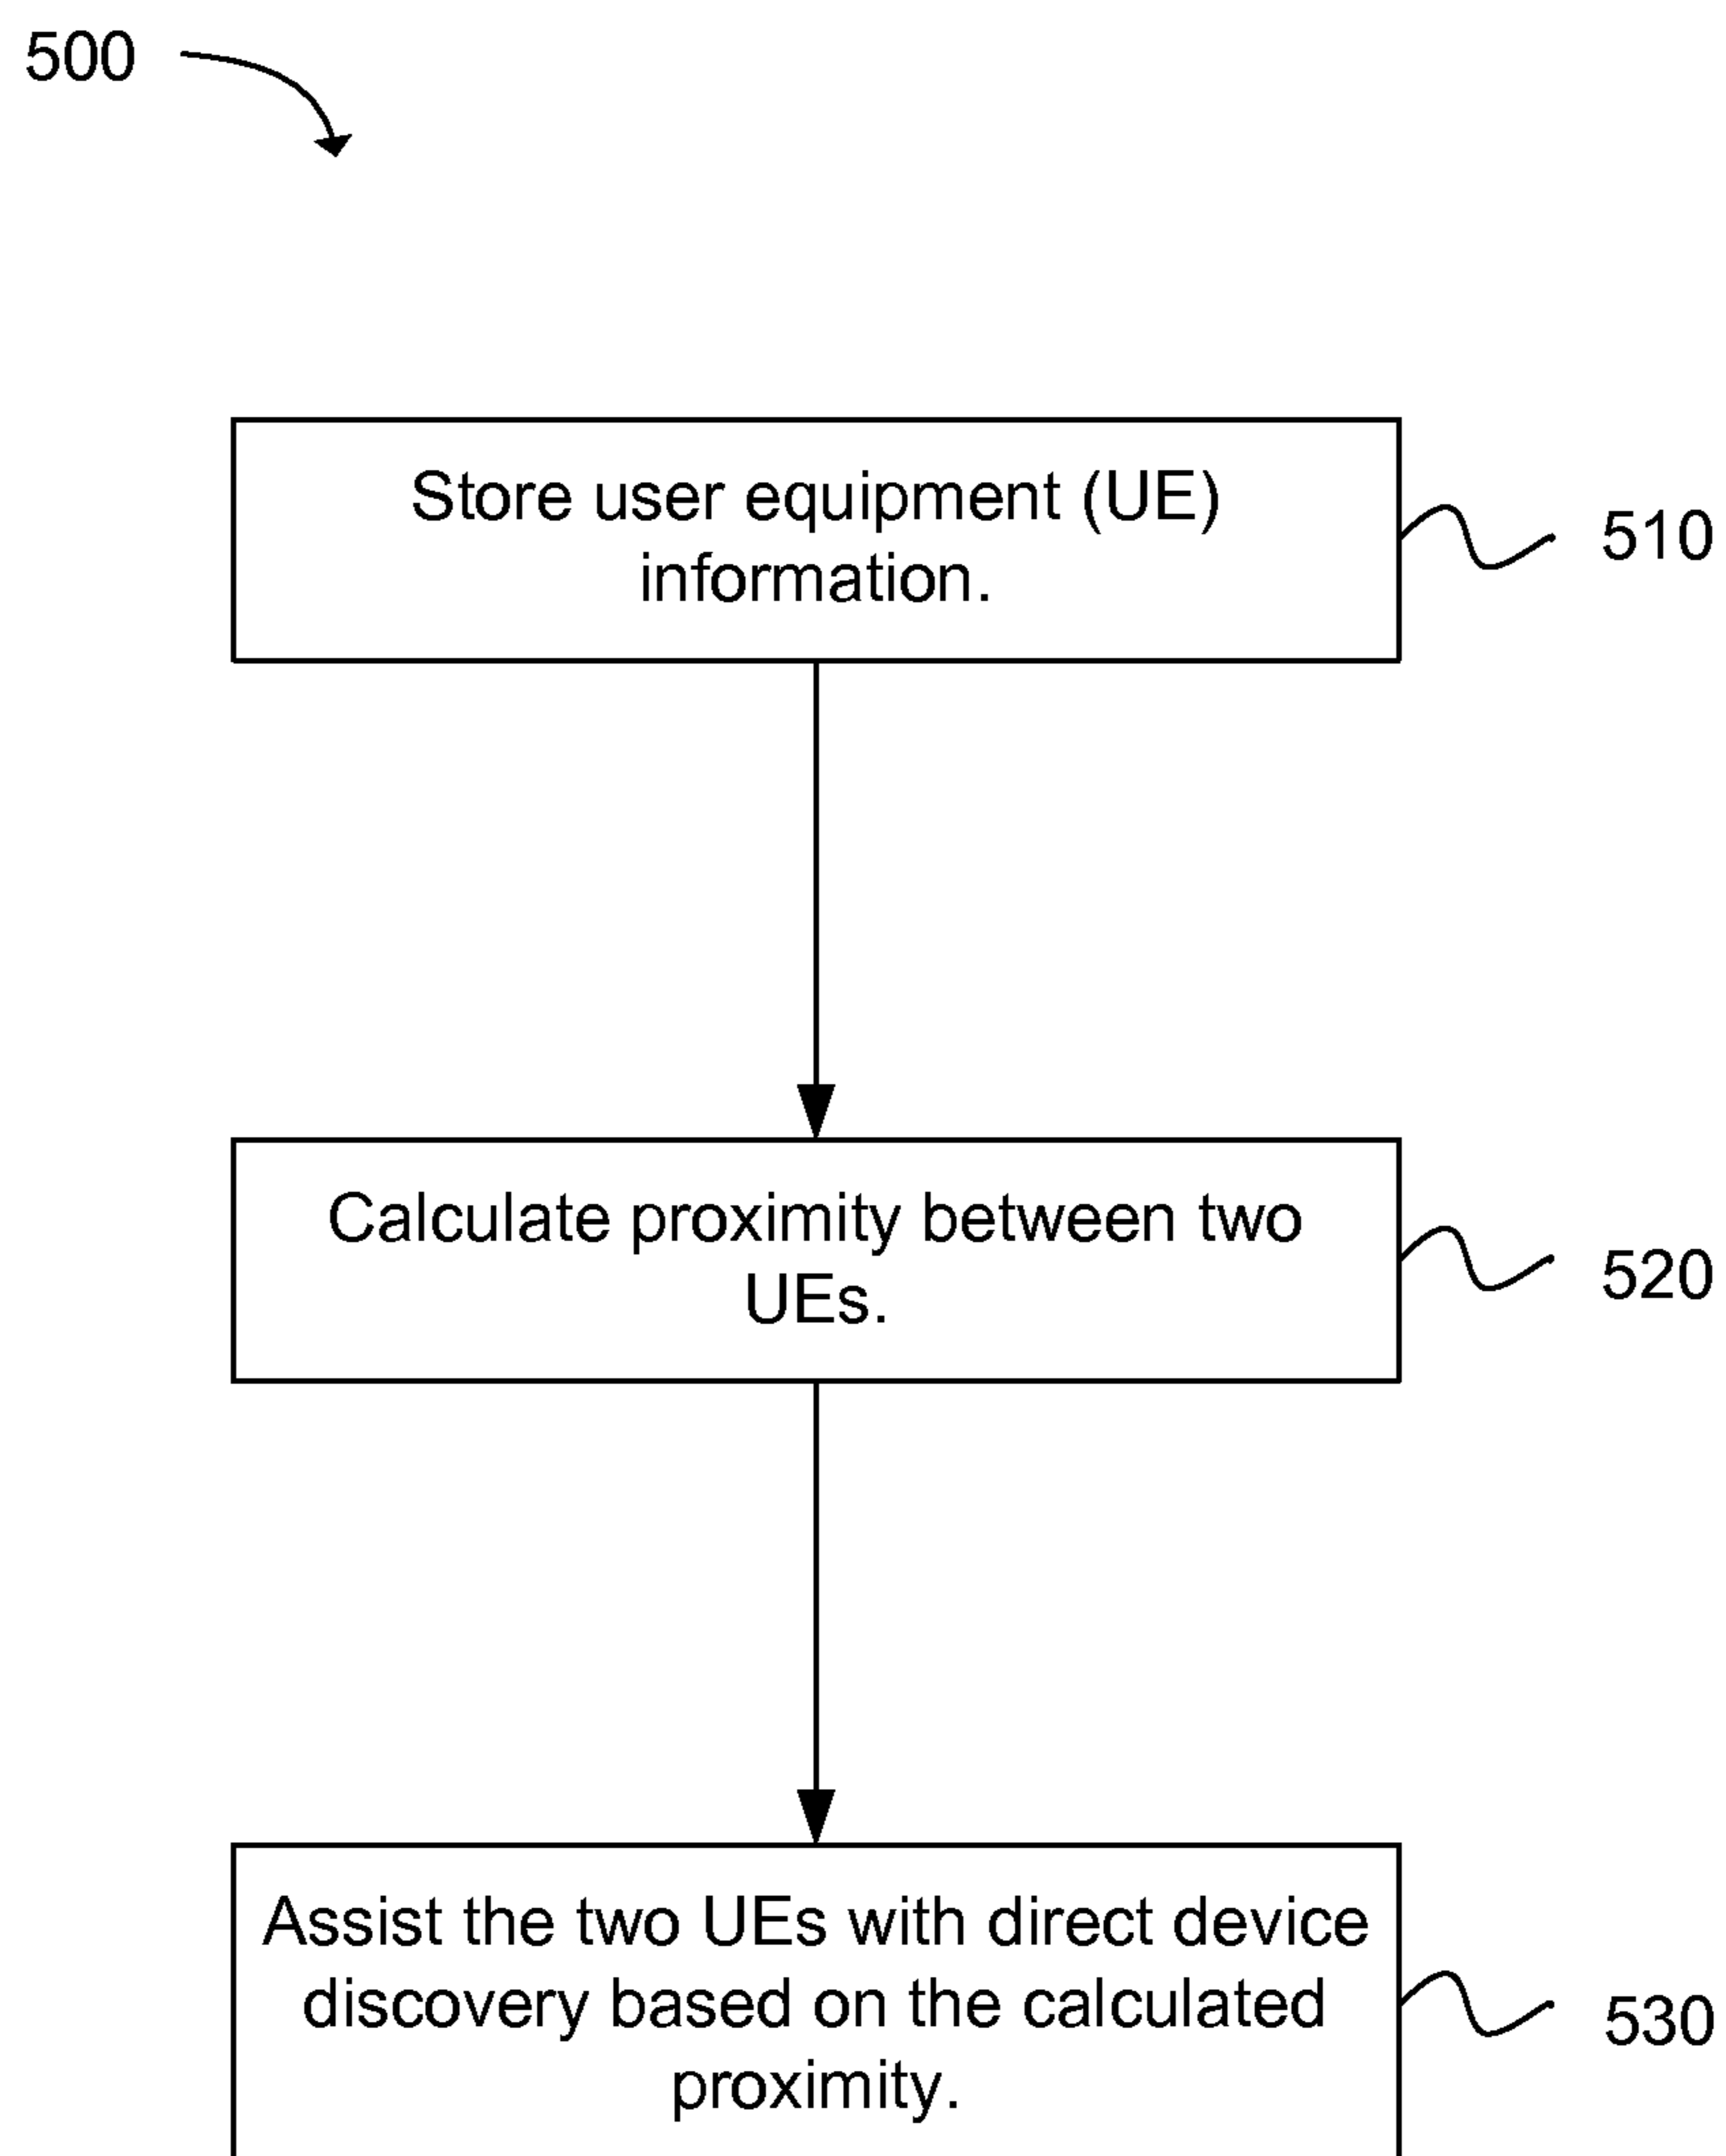 500
Store user equipment (UE)
information.
510
Calculate proximity between two
UEs.
520
Assist the two UEs with direct device
discovery based on the calculated
proximity.
530